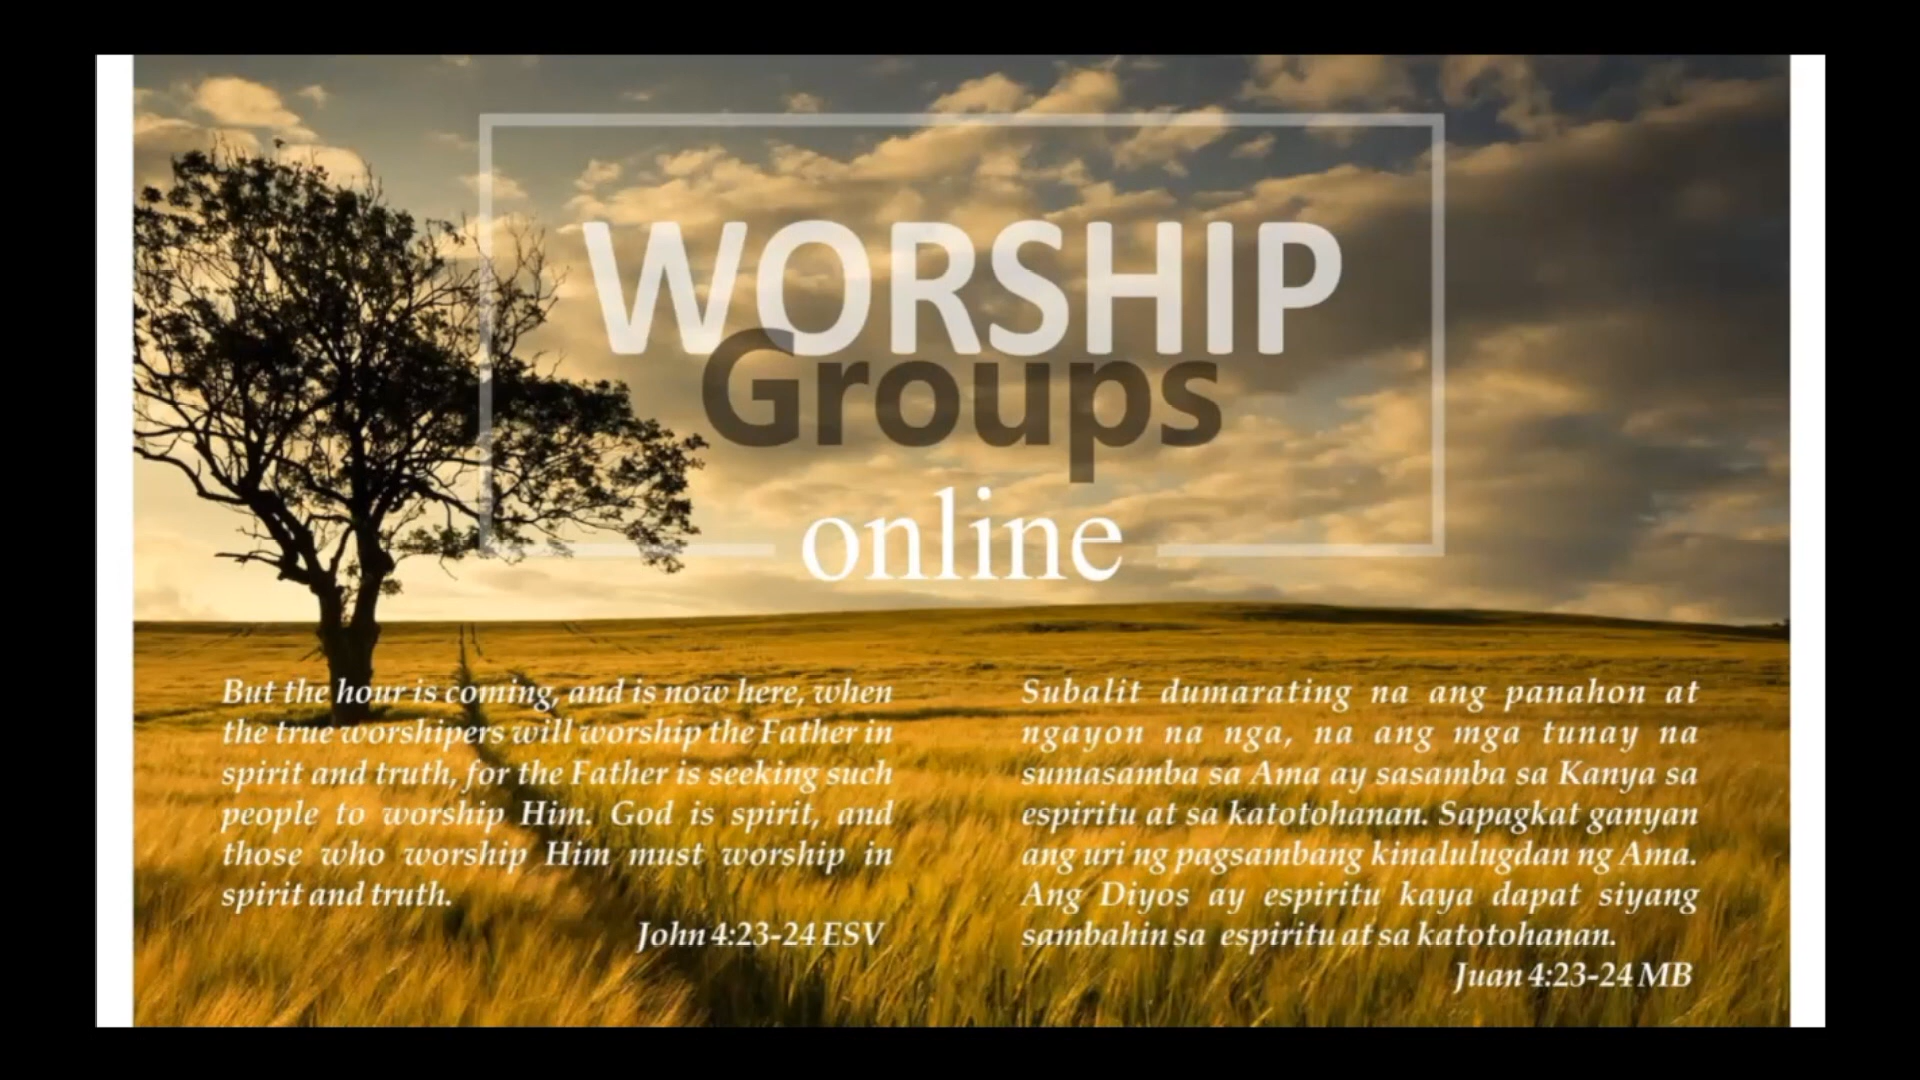 WORSHIP
Groups
online
But the hour is coming, and is now here, when
the true worshipers will worship the Father in
spirit and truth, for the Father is seeking such
people to worship Him. God is spirit, and
those who worship Him must worship in
spirit and truth.
John 4:23-24 ESV
Subalit dumarating na ang panahon at
ngayon na nga, na ang mga tunay na
sumasamba sa Ama ay sasamba sa Kanya sa
espiritu at sa katotohanan. Sapagkat ganyan
ang uri ng pagsambang kinalulugdan ng Ama.
Ang Diyos ay espiritu kaya dapat siyang
sambahin sa espiritu at sa katotohanan.
Juan 4:23-24 MB